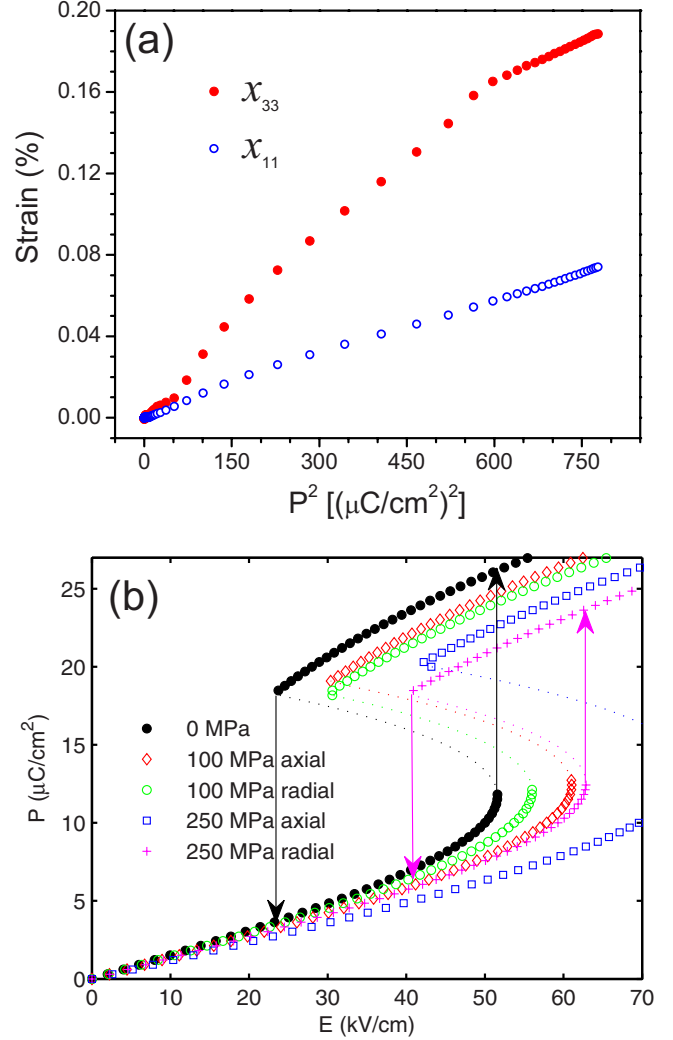 (a)
0.20
0.16
0.12
0.08
0.04
0.00
Strain (%)
x₃₃
x₁₁
0 150 300 450 600 750
P² [(μC/cm²)²]
(b)
25
20
15
10
5
0
P (μC/cm²)
0 MPa
100 MPa axial
100 MPa radial
250 MPa axial
250 MPa radial
0 10 20 30 40 50 60 70
E (kV/cm)